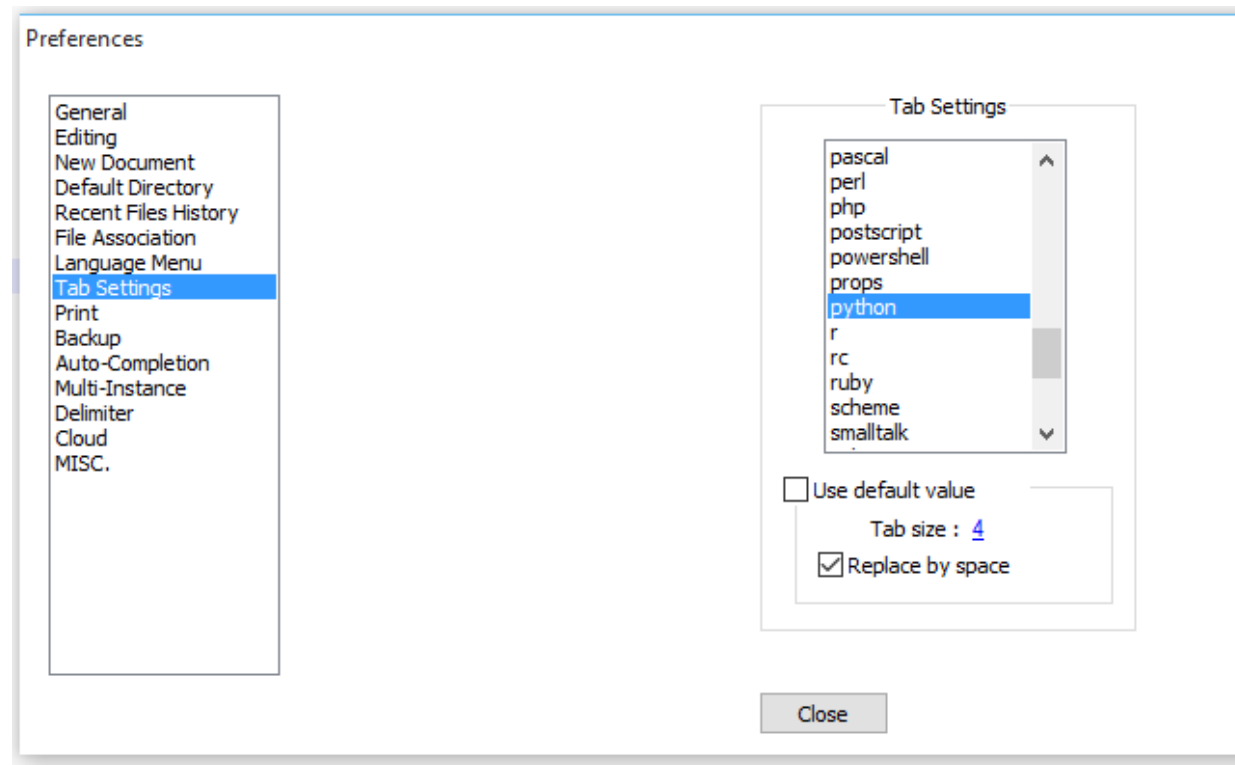 Preferences
General
Editing
New Document
Default Directory
Recent Files History
File Association
Language Menu
Tab Settings
Print
Backup
Auto-Completion
Multi-Instance
Delimiter
Cloud
MISC.
Tab Settings
pascal
perl
php
postscript
powershell
props
python
r
rc
ruby
scheme
smalltalk
Use default value
Tab size : 4
Replace by space
Close